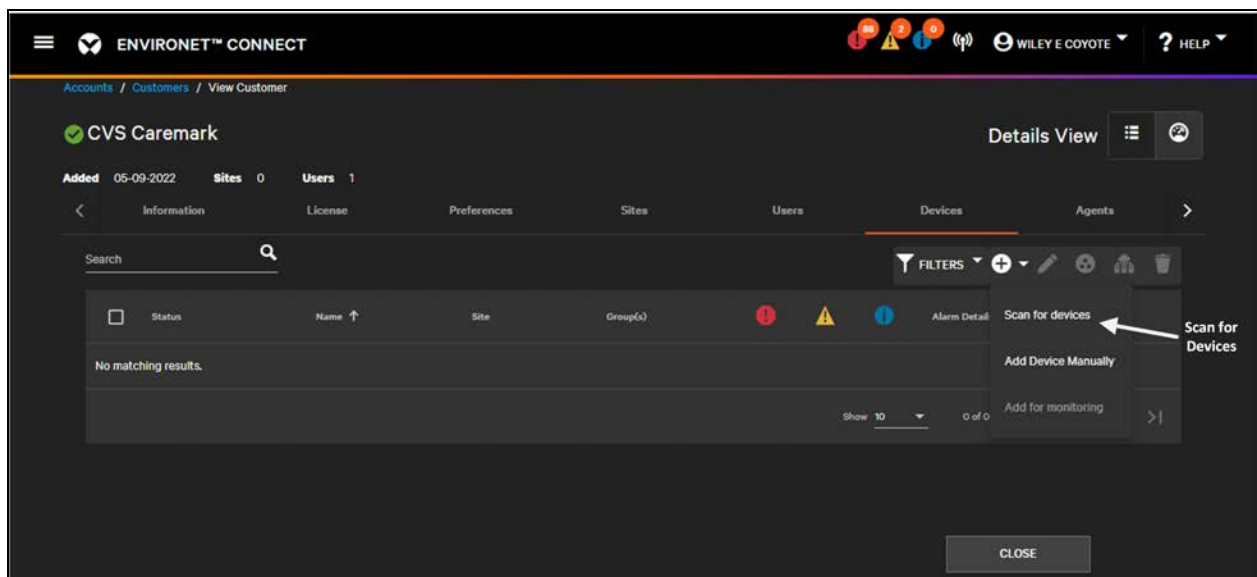 ENVIRONET™ CONNECT
88 2 0 WILEY E COYOTE ? HELP
Accounts / Customers / View Customer
CVS Caremark
Details View
Added 05-09-2022 Sites 0 Users 1
Information License Preferences Sites Users Devices Agents
Search
FILTERS
Status Name ↑ Site Group(s) Alarm Detail
Scan for devices
Scan for
Devices
No matching results.
Add Device Manually
Show 10 0 of 0
Add for monitoring
CLOSE